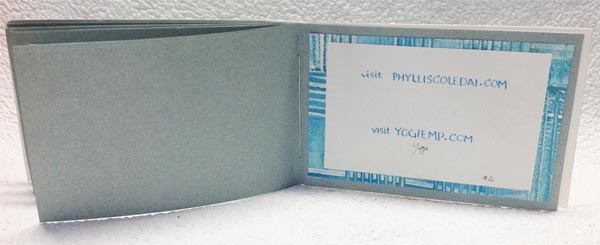 visit PHYLLISCOLEDAI.COM
visit YOGIEMP.COM
Yogi
#2